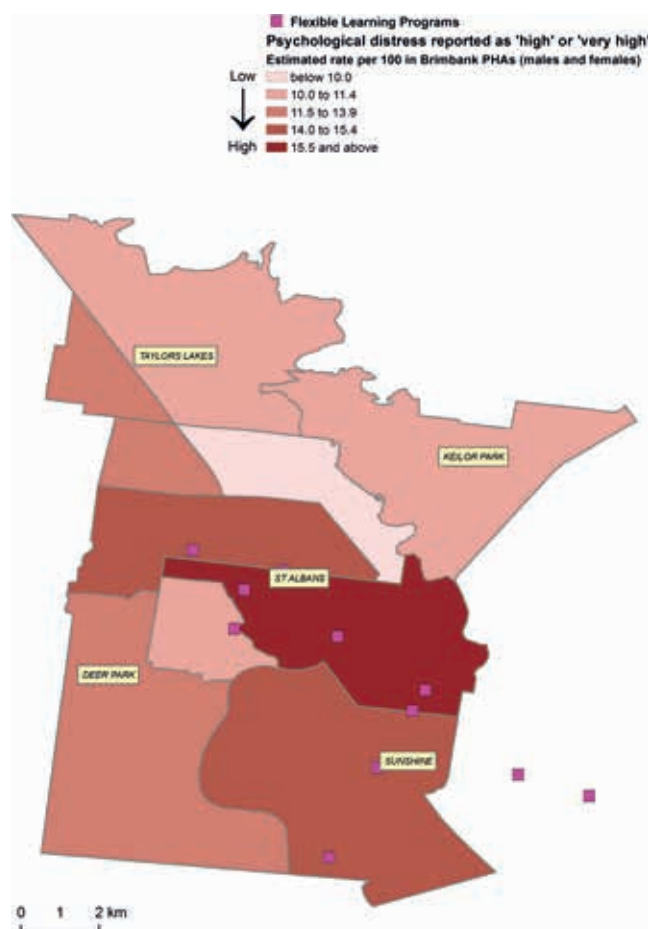 Flexible Learning Programs
Psychological distress reported as 'high' or 'very high'
Estimated rate per 100 in Brimbank PHAs (males and females)
Low
below 10.0
10.0 to 11.4
11.5 to 13.9
14.0 to 15.4
High
15.5 and above
TAYLORS LAKES
KEILOR PARK
ST ALBANS
DEER PARK
SUNSHINE
0 1 2 km